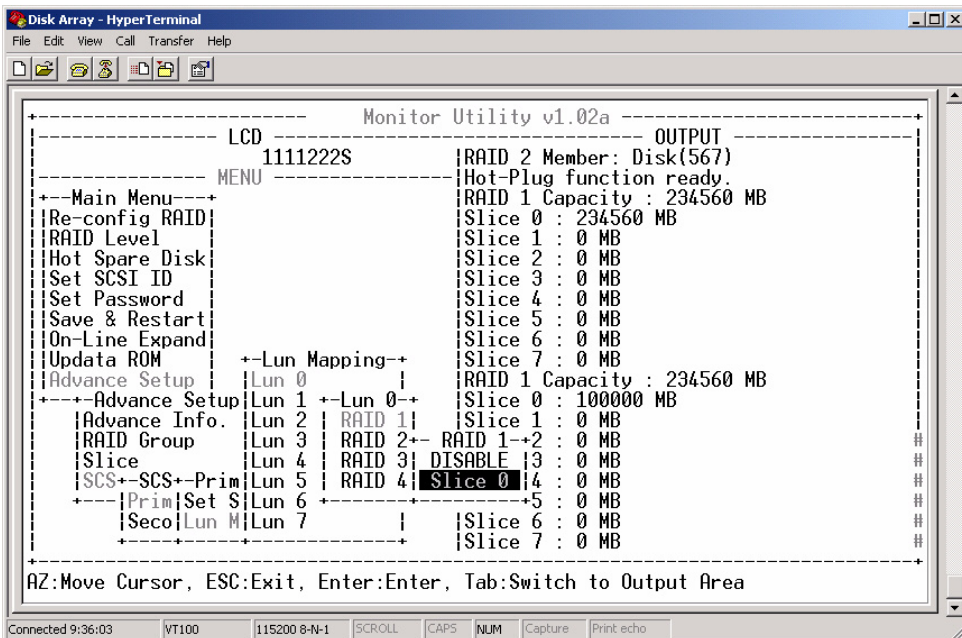 Disk Array - HyperTerminal
File Edit View Call Transfer Help
Monitor Utility v1.02a
LCD OUTPUT
1111222S |RAID 2 Member: Disk(567)
MENU |Hot-Plug function ready.
+--Main Menu---+ |RAID 1 Capacity : 234560 MB
||Re-config RAID| |Slice 0 : 234560 MB
||RAID Level | |Slice 1 : 0 MB
||Hot Spare Disk| |Slice 2 : 0 MB
||Set SCSI ID | |Slice 3 : 0 MB
||Set Password | |Slice 4 : 0 MB
||Save & Restart| |Slice 5 : 0 MB
||On-Line Expand| |Slice 6 : 0 MB
||Updata ROM | +-Lun Mapping-+ |Slice 7 : 0 MB
||Advance Setup | |Lun 0 | |RAID 1 Capacity : 234560 MB
+--+-Advance Setup|Lun 1 +-Lun 0-+ |Slice 0 : 100000 MB
|Advance Info. |Lun 2 | RAID 1| |Slice 1 : 0 MB
|RAID Group |Lun 3 | RAID 2+- RAID 1-+2 : 0 MB #
|Slice |Lun 4 | RAID 3| DISABLE |3 : 0 MB #
|SCS+-SCS+-Prim|Lun 5 | RAID 4| Slice 0 |4 : 0 MB #
+---|Prim|Set S|Lun 6 +--------+---------+5 : 0 MB #
|Seco|Lun M|Lun 7 | |Slice 6 : 0 MB #
|Slice 7 : 0 MB #
AZ:Move Cursor, ESC:Exit, Enter:Enter, Tab:Switch to Output Area
Connected 9:36:03 VT100 115200 8-N-1 SCROLL CAPS NUM Capture Print echo